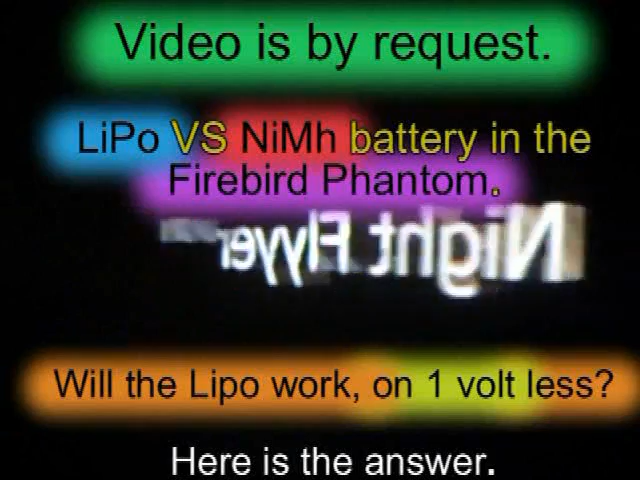 Video is by request.
LiPo VS NiMh battery in the
Firebird Phantom.
Night Flyyer
Will the Lipo work, on 1 volt less?
Here is the answer.